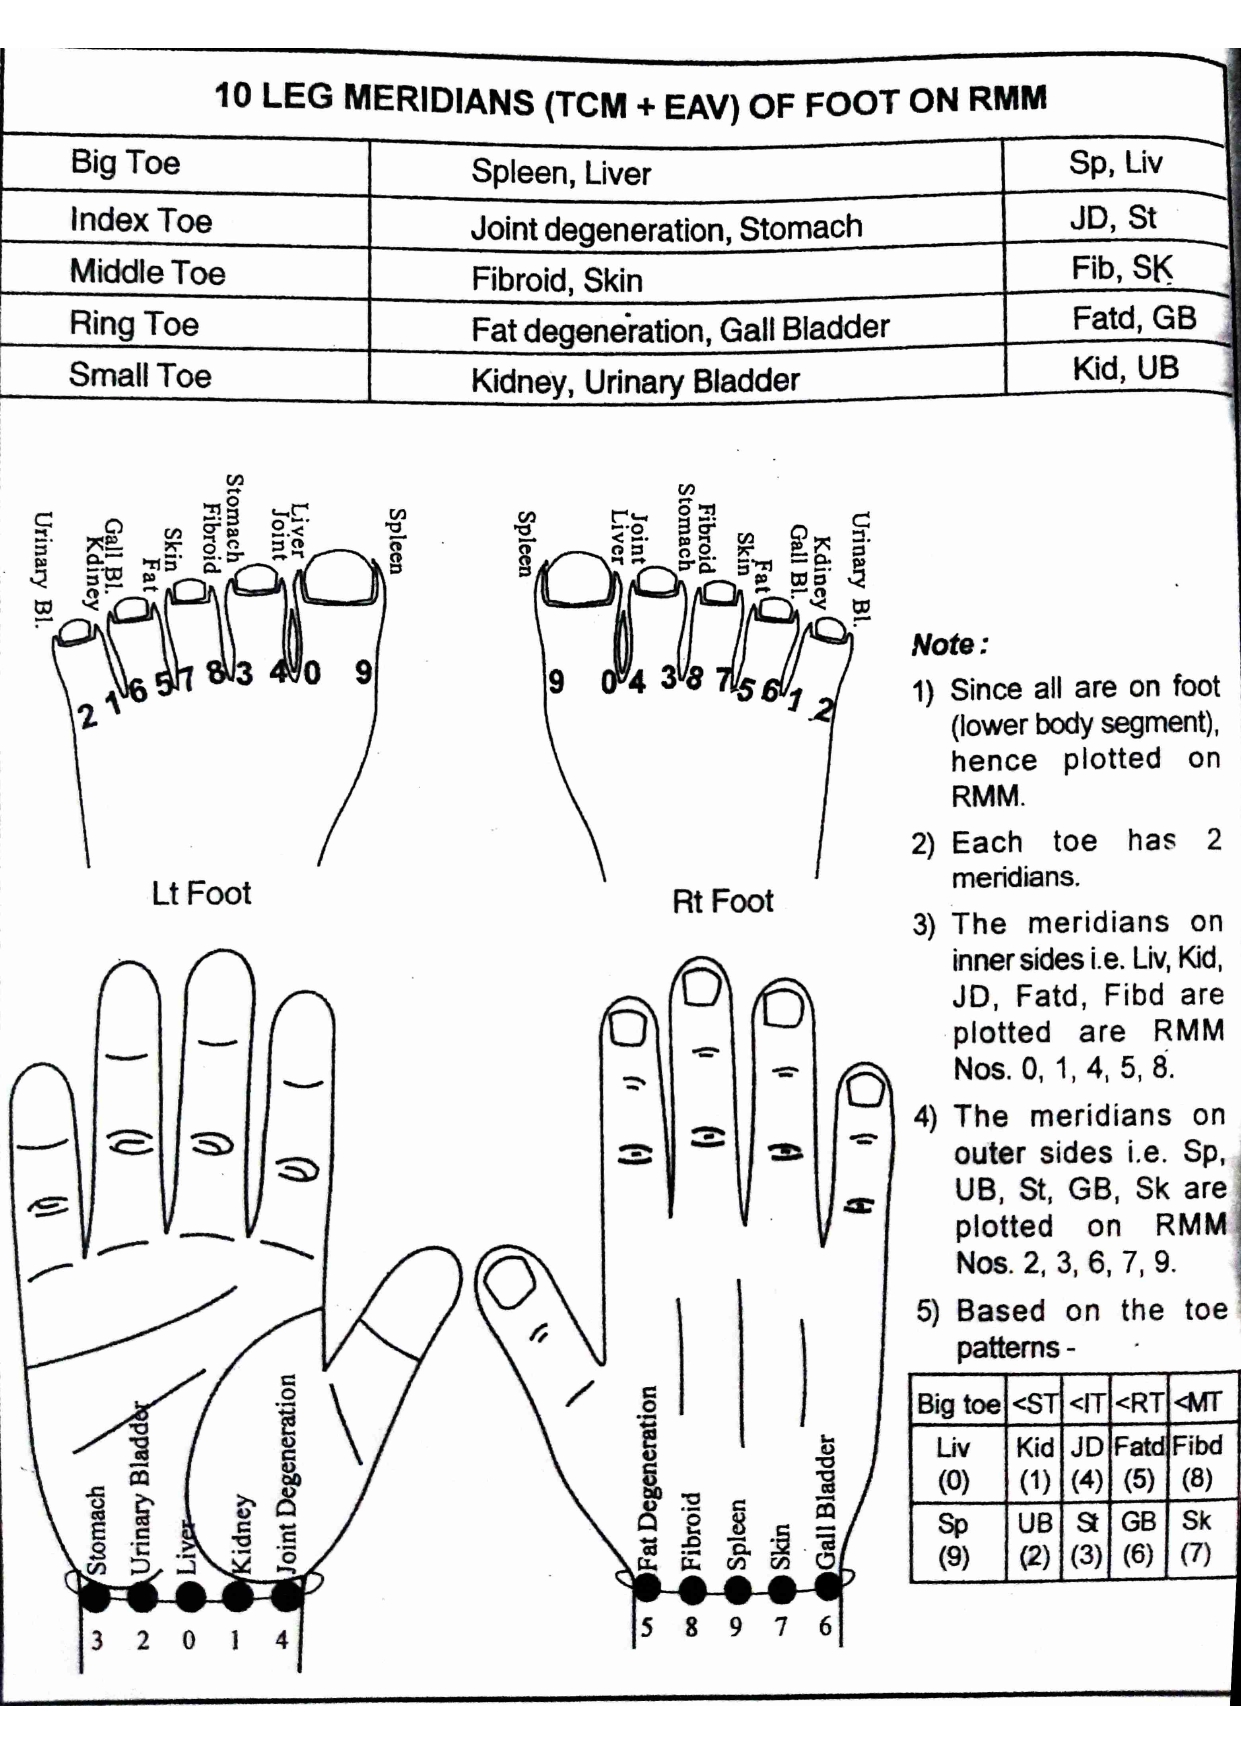 10 LEG MERIDIANS (TCM + EAV) OF FOOT ON RMM
Big Toe Spleen, Liver Sp, Liv
Index Toe Joint degeneration, Stomach JD, St
Middle Toe Fibroid, Skin Fib, SK
Ring Toe Fat degeneration, Gall Bladder Fatd, GB
Small Toe Kidney, Urinary Bladder Kid, UB
Urinary Bl.
Kdiney
Gall Bl.
Fat
Skin
Fibroid
Stomach
Joint
Liver
Spleen
2 1 6 5 7 8 3 4 0 9
Lt Foot
Spleen
Liver
Joint
Stomach
Fibroid
Skin
Fat
Gall Bl.
Kdiney
Urinary Bl.
9 0 4 3 8 7 5 6 1 2
Rt Foot
Note :
1) Since all are on foot
(lower body segment),
hence plotted on
RMM.
2) Each toe has 2
meridians.
3) The meridians on
inner sides i.e. Liv, Kid,
JD, Fatd, Fibd are
plotted are RMM
Nos. 0, 1, 4, 5, 8.
4) The meridians on
outer sides i.e. Sp,
UB, St, GB, Sk are
plotted on RMM
Nos. 2, 3, 6, 7, 9.
5) Based on the toe
patterns -
Big toe <ST <IT <RT <MT
Liv Kid JD Fatd Fibd
(0) (1) (4) (5) (8)
Sp UB St GB Sk
(9) (2) (3) (6) (7)
Stomach
Urinary Bladder
Liver
Kidney
Joint Degeneration
3 2 0 1 4
Fat Degeneration
Fibroid
Spleen
Skin
Gall Bladder
5 8 9 7 6